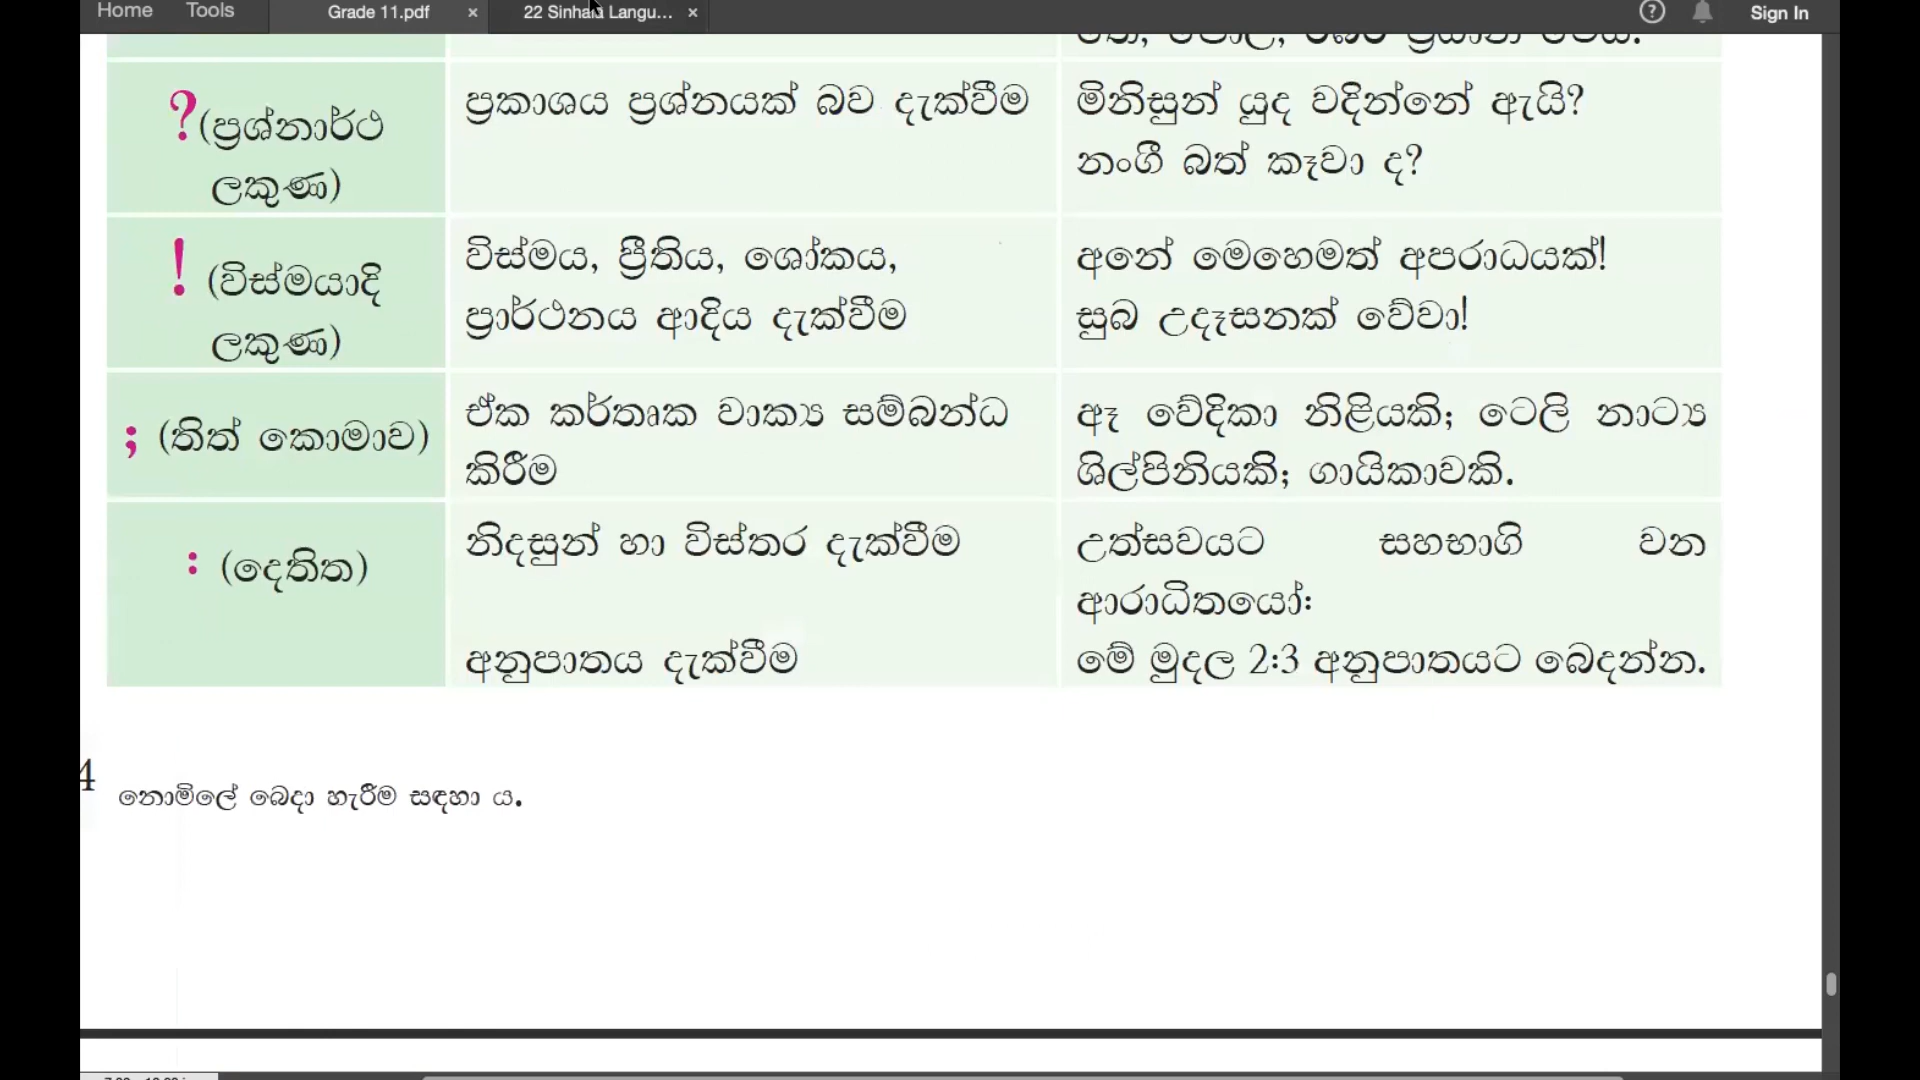 Home Tools Grade 11.pdf × 22 Sinhala Langu... × ? Sign In
? (ප්‍රශ්නාර්ථ
ලකුණ)
ප්‍රකාශය ප්‍රශ්නයක් බව දැක්වීම
මිනිසුන් යුද වදින්නේ ඇයි?
නංගී බත් කෑවා ද?
! (විස්මයාදි
ලකුණ)
විස්මය, ප්‍රීතිය, ශෝකය,
ප්‍රාර්ථනය ආදිය දැක්වීම
අනේ මෙහෙමත් අපරාධයක්!
සුබ උදෑසනක් වේවා!
; (තිත් කොමාව)
ඒක කර්තෘක වාක්‍ය සම්බන්ධ
කිරීම
ඈ වේදිකා නිළියකි; ටෙලි නාට්‍ය
ශිල්පිනියකි; ගායිකාවකි.
: (දෙතිත)
නිදසුන් හා විස්තර දැක්වීම
අනුපාතය දැක්වීම
උත්සවයට සහභාගි වන
ආරාධිතයෝ:
මේ මුදල 2:3 අනුපාතයට බෙදන්න.
4
නොමිලේ බෙදා හැරීම සඳහා ය.